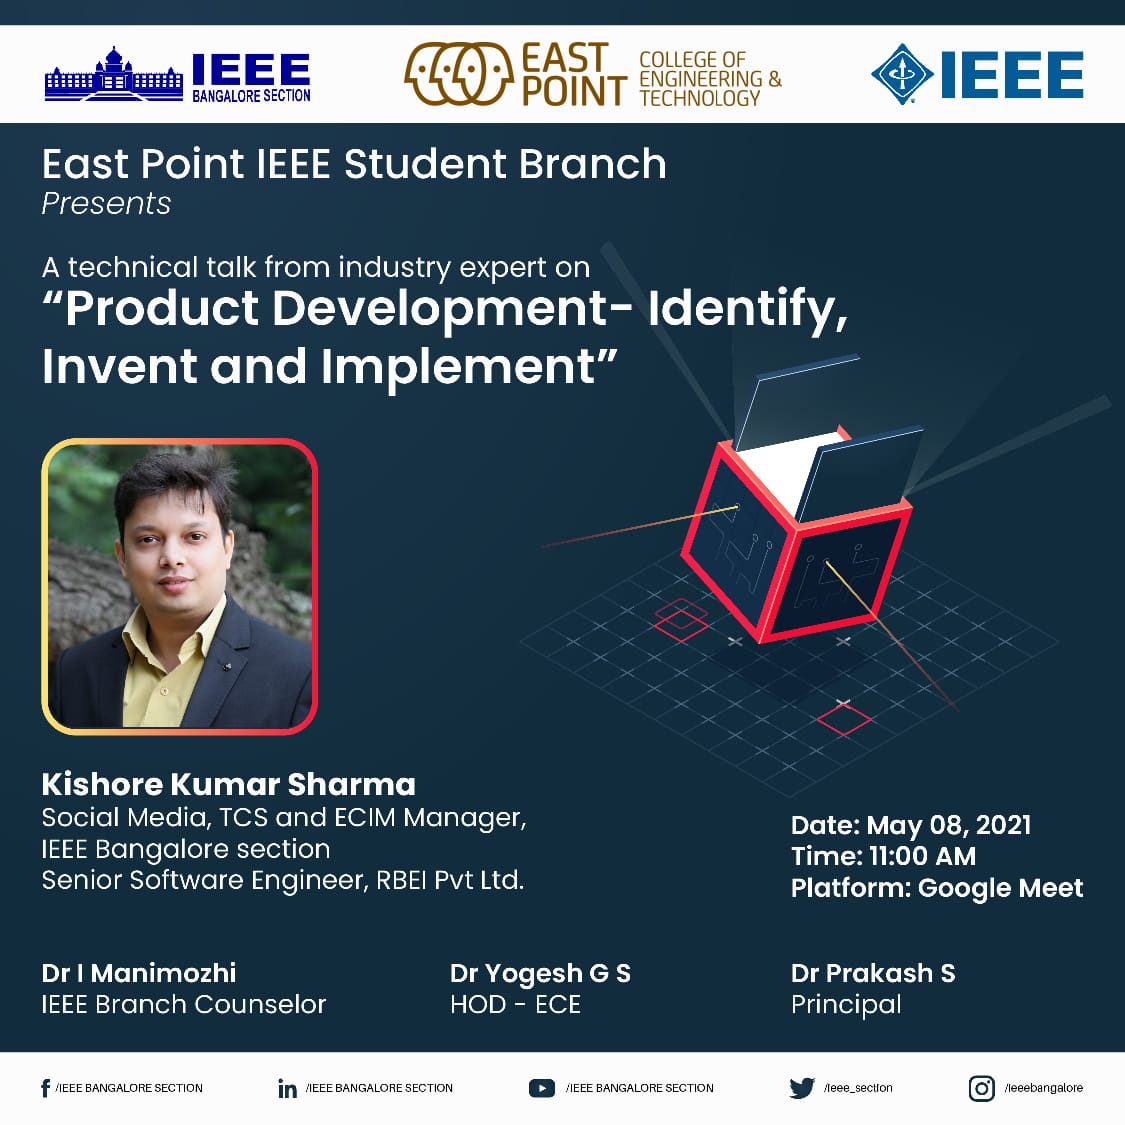 IEEE
BANGALORE SECTION
EAST
POINT
COLLEGE OF
ENGINEERING &
TECHNOLOGY
IEEE
East Point IEEE Student Branch
Presents
A technical talk from industry expert on
“Product Development- Identify,
Invent and Implement”
Kishore Kumar Sharma
Social Media, TCS and ECIM Manager,
IEEE Bangalore section
Senior Software Engineer, RBEI Pvt Ltd.
Date: May 08, 2021
Time: 11:00 AM
Platform: Google Meet
Dr I Manimozhi
IEEE Branch Counselor
Dr Yogesh G S
HOD - ECE
Dr Prakash S
Principal
/IEEE BANGALORE SECTION
/IEEE BANGALORE SECTION
/IEEE BANGALORE SECTION
/ieee_section
/ieeebangalore